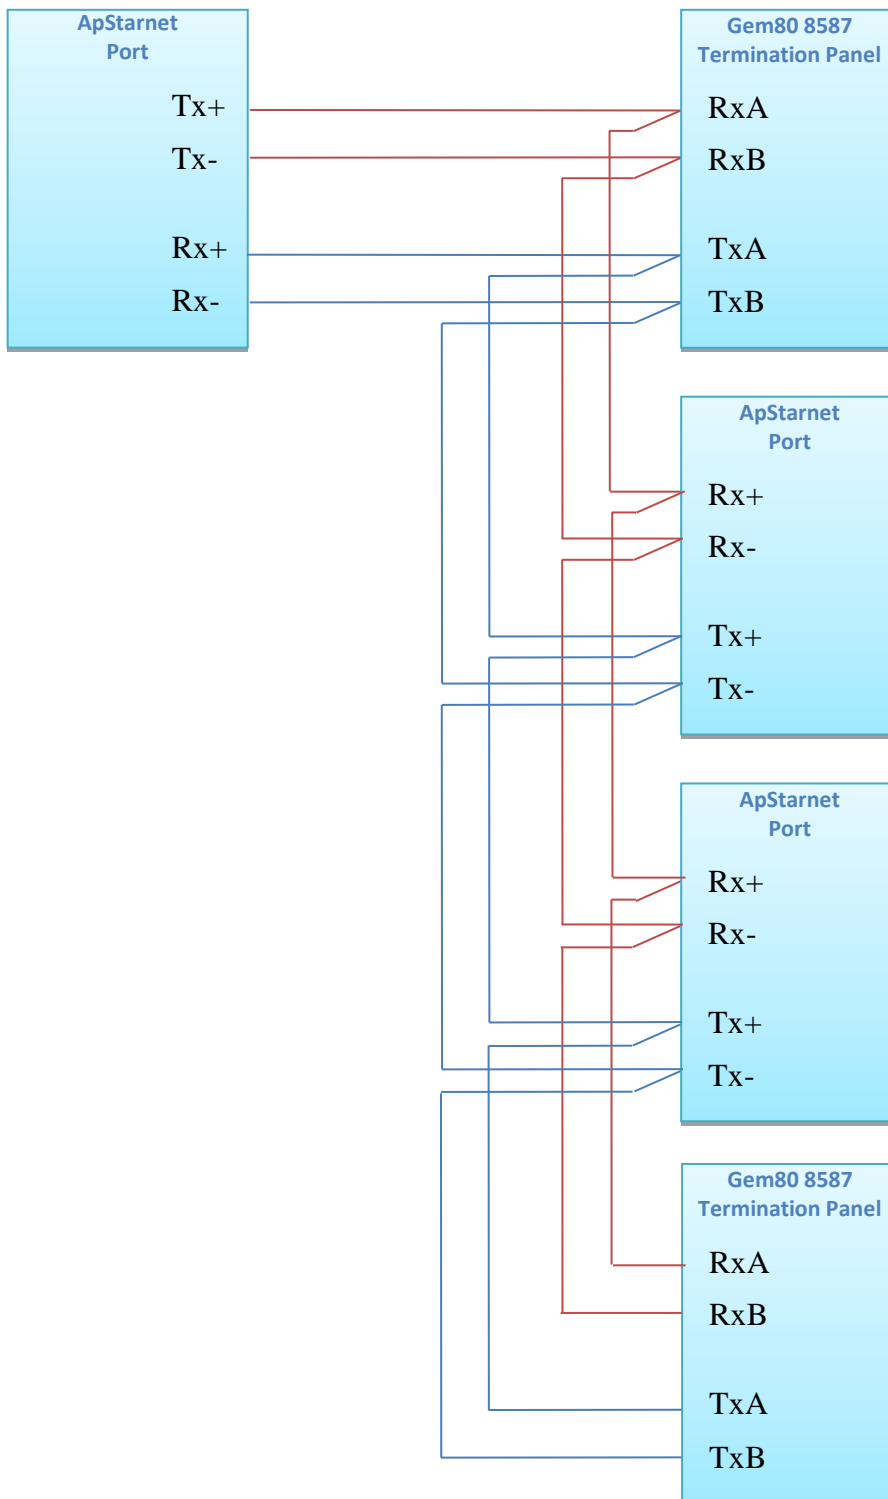 ApStarnet
Port
Tx+
Tx-
Rx+
Rx-
Gem80 8587
Termination Panel
RxA
RxB
TxA
TxB
ApStarnet
Port
Rx+
Rx-
Tx+
Tx-
ApStarnet
Port
Rx+
Rx-
Tx+
Tx-
Gem80 8587
Termination Panel
RxA
RxB
TxA
TxB